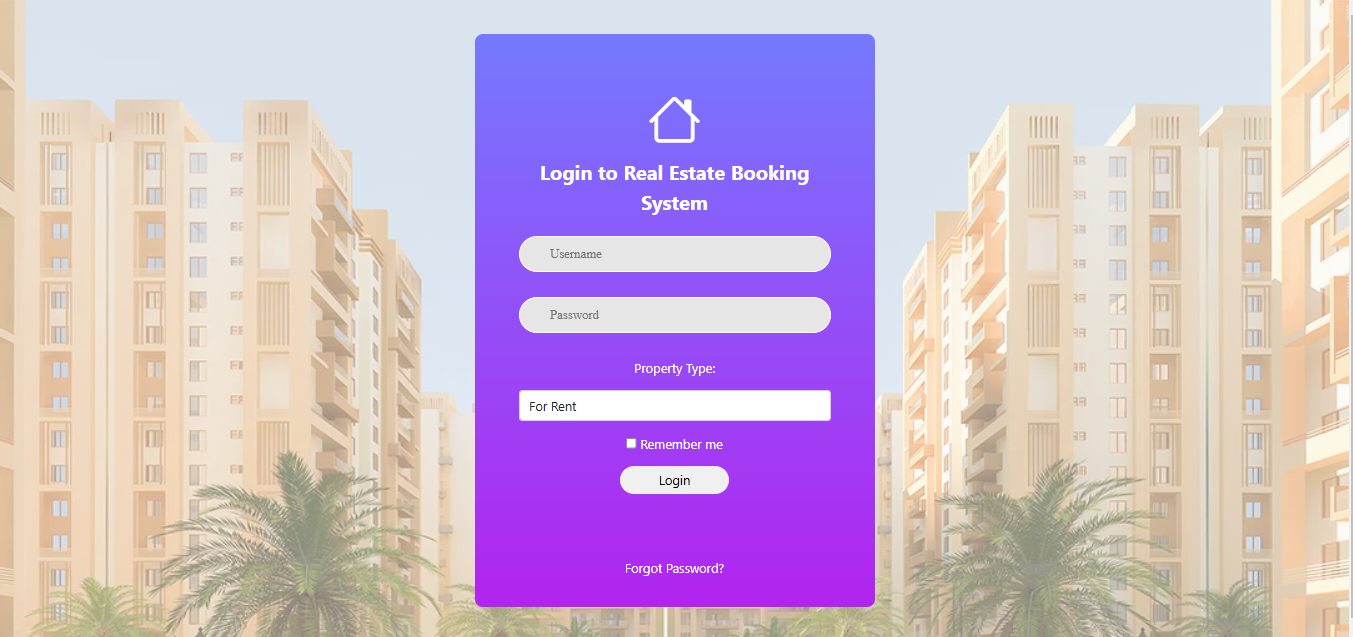 Login to Real Estate Booking
System
Username
Password
Property Type:
For Rent
Remember me
Login
Forgot Password?